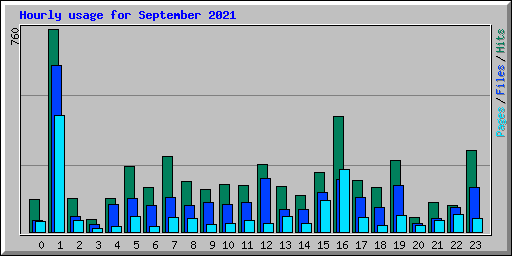 Hourly usage for September 2021
760
Pages/Files/Hits
0 1 2 3 4 5 6 7 8 9 10 11 12 13 14 15 16 17 18 19 20 21 22 23